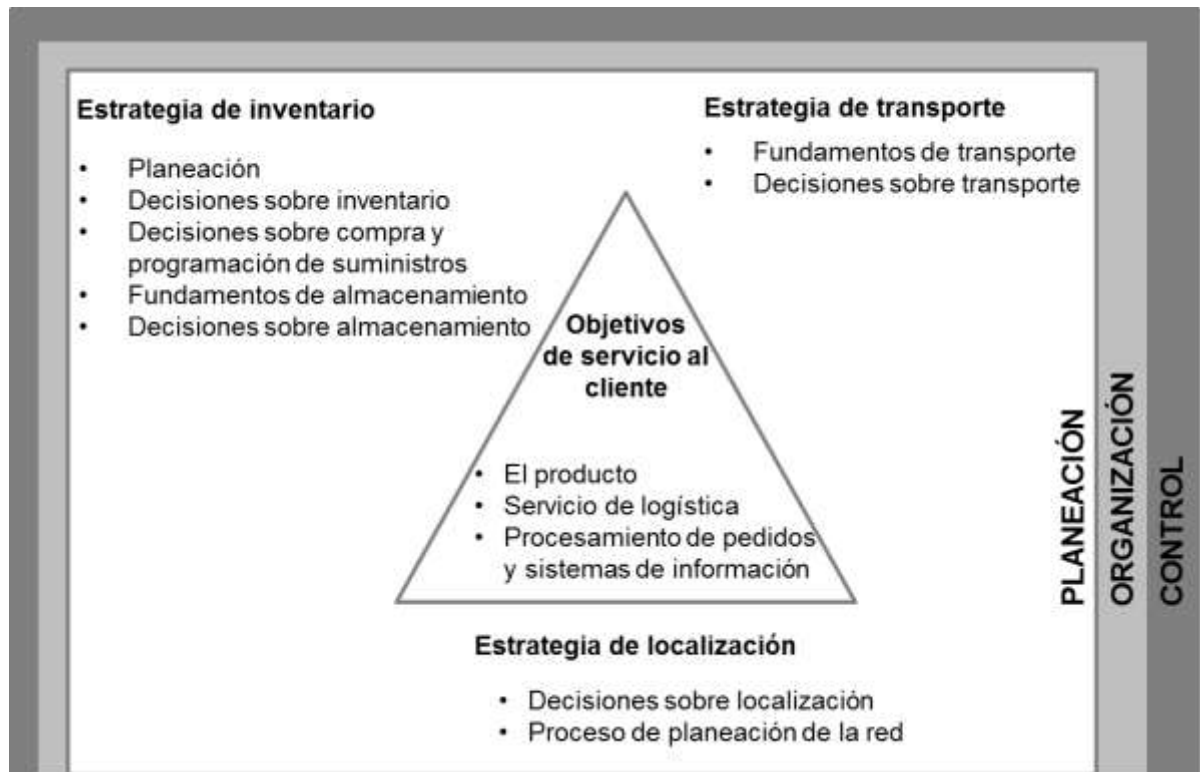 Estrategia de inventario
• Planeación
• Decisiones sobre inventario
• Decisiones sobre compra y
programación de suministros
• Fundamentos de almacenamiento
• Decisiones sobre almacenamiento
Estrategia de transporte
• Fundamentos de transporte
• Decisiones sobre transporte
Objetivos
de servicio al
cliente
• El producto
• Servicio de logística
• Procesamiento de pedidos
y sistemas de información
Estrategia de localización
• Decisiones sobre localización
• Proceso de planeación de la red
PLANEACIÓN
ORGANIZACIÓN
CONTROL